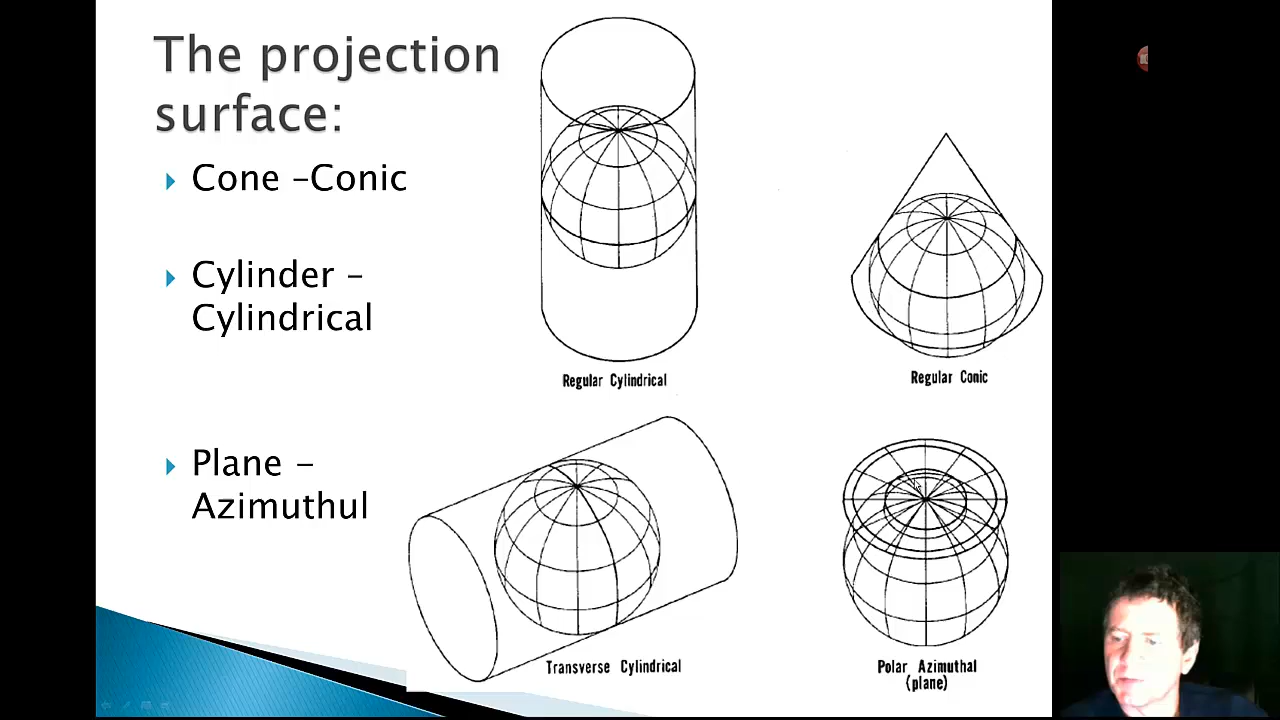 The projection
surface:
Cone –Conic
Cylinder –
Cylindrical
Plane –
Azimuthul
Regular Cylindrical
Regular Conic
Transverse Cylindrical
Polar Azimuthal
(plane)